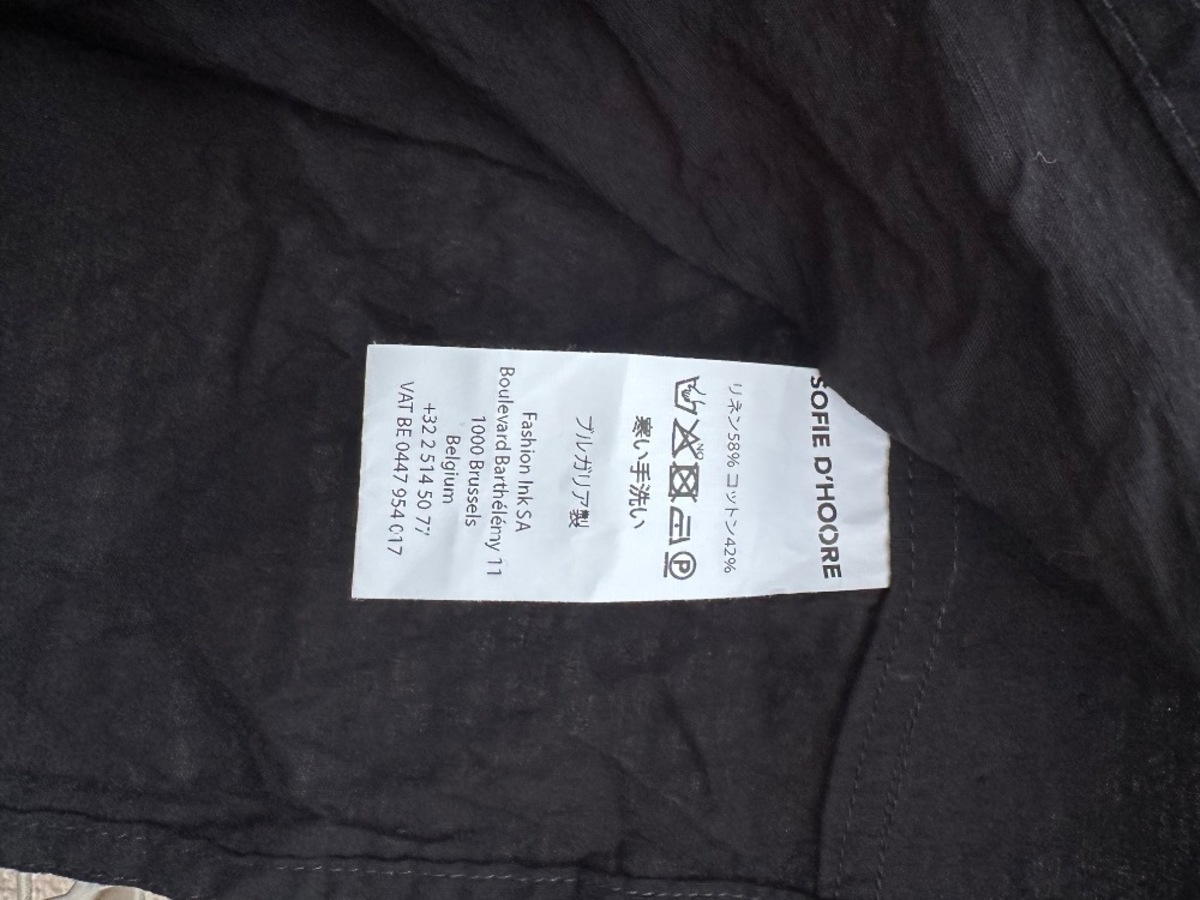 SOFIE D'HOORE
リネン58% コットン42%
NO
P
寒い手洗い
ブルガリア製
Fashion Ink SA
Boulevard Barthélémy 11
1000 Brussels
Belgium
+32 2 514 50 77
VAT BE 0447 954 017